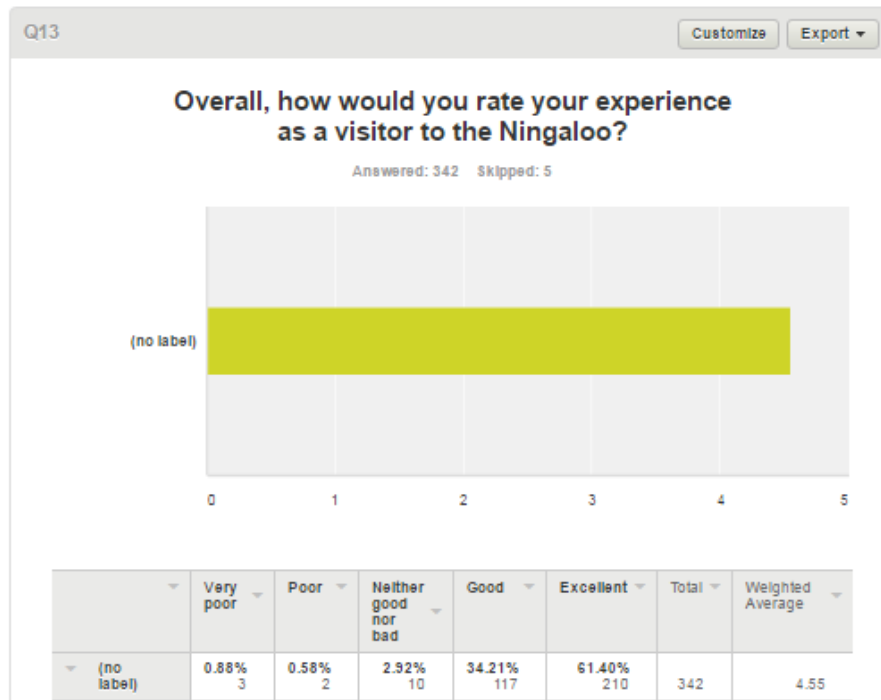 Q13
Customize
Export
Overall, how would you rate your experience
as a visitor to the Ningaloo?
Answered: 342 Skipped: 5
(no label)
0 1 2 3 4 5
Very poor Poor Neither good nor bad Good Excellent Total Weighted Average
(no label) 0.88% 0.58% 2.92% 34.21% 61.40%
3 2 10 117 210 342 4.55